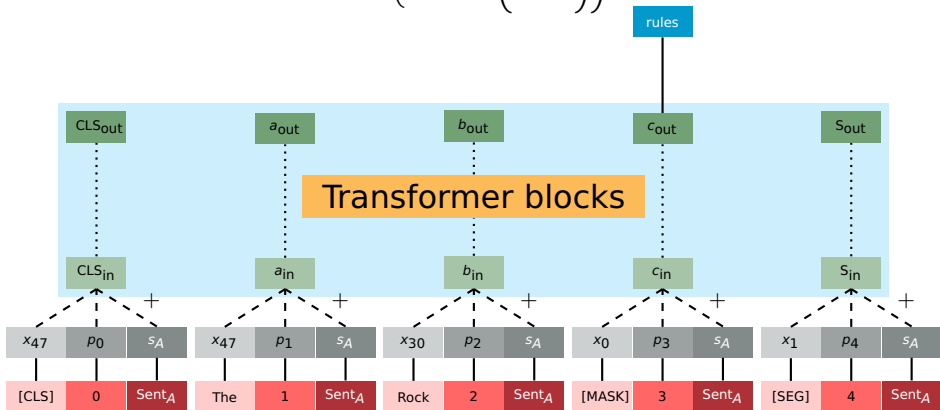 rules
CLSout aout bout cout Sout
Transformer blocks
CLSin ain bin cin Sin
+ + + + +
x47 p0 sA x47 p1 sA x30 p2 sA x0 p3 sA x1 p4 sA
[CLS] 0 SentA The 1 SentA Rock 2 SentA [MASK] 3 SentA [SEG] 4 SentA